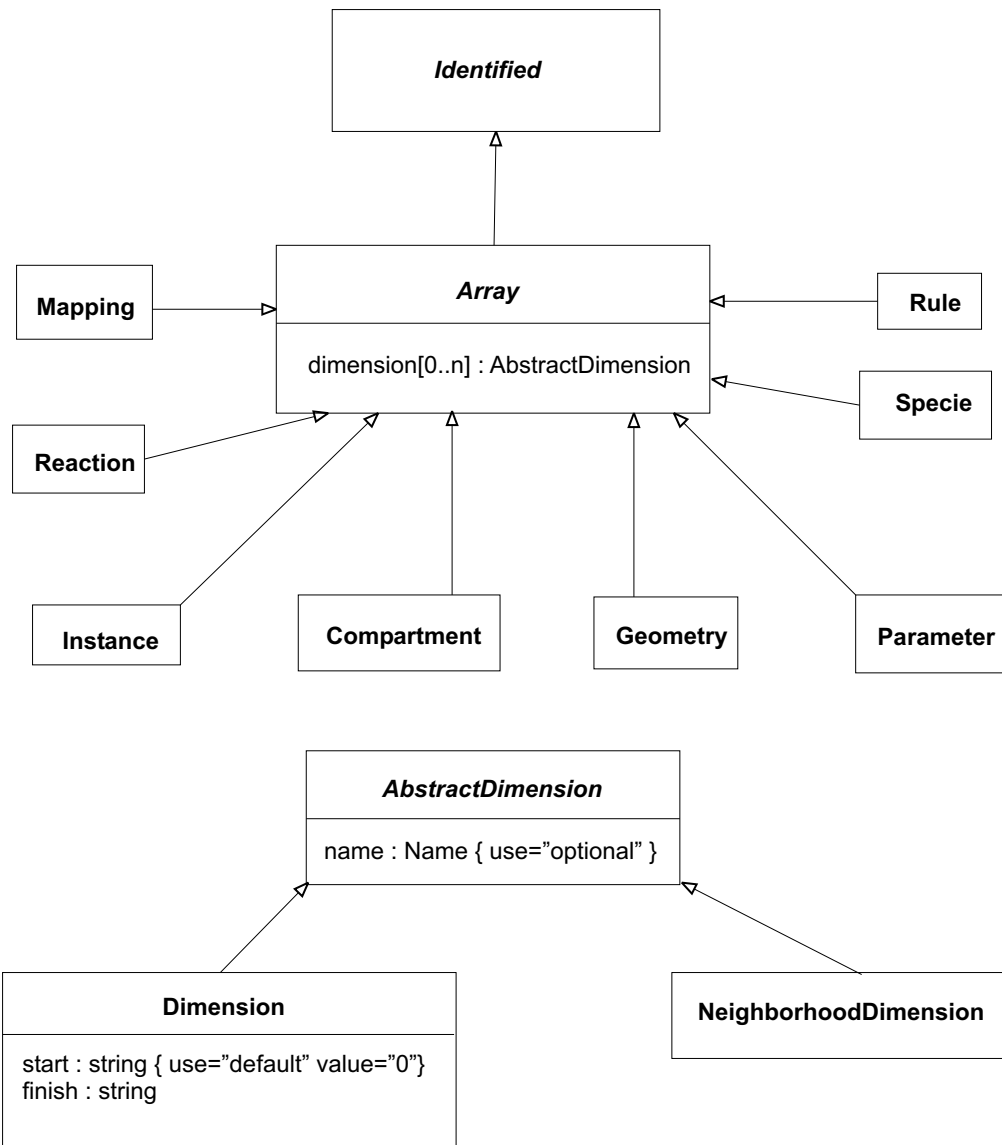 Identified
Array
Mapping
Rule
dimension[0..n] : AbstractDimension
Specie
Reaction
Instance
Compartment
Geometry
Parameter
AbstractDimension
name : Name { use=”optional” }
Dimension
NeighborhoodDimension
start : string { use=”default” value=”0”}
finish : string